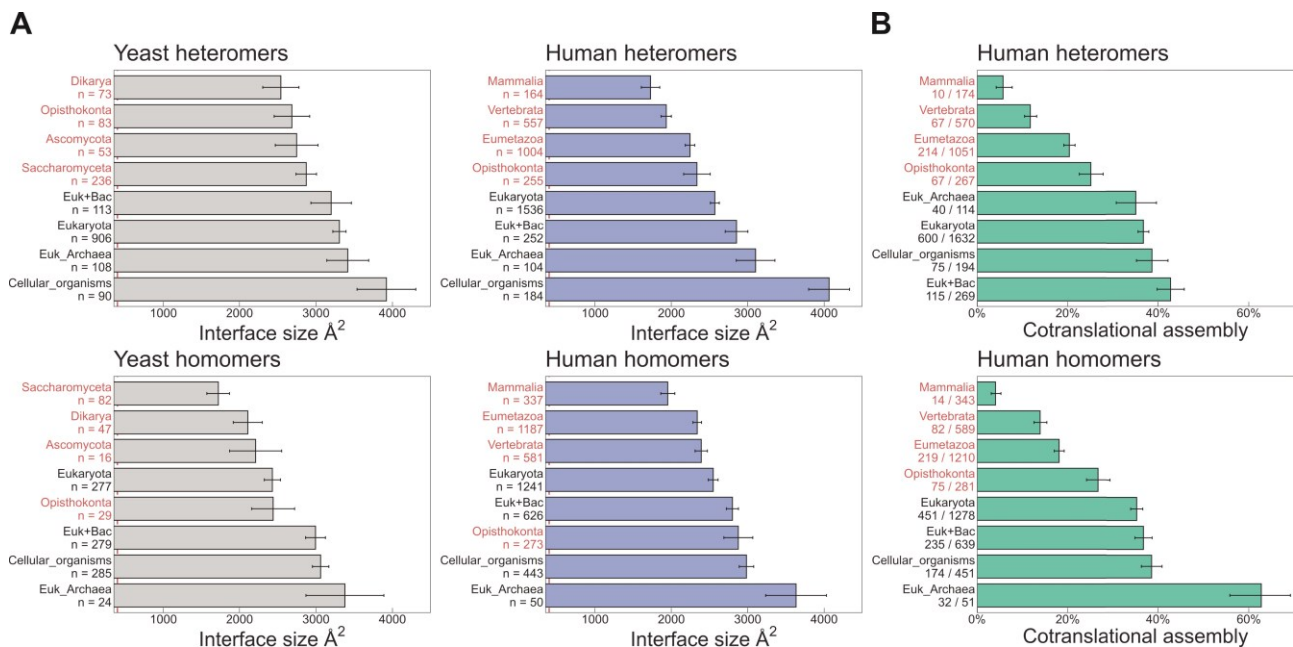 A
B
Yeast heteromers
Dikarya
n = 73
Opisthokonta
n = 83
Ascomycota
n = 53
Saccharomyceta
n = 236
Euk+Bac
n = 113
Eukaryota
n = 906
Euk_Archaea
n = 108
Cellular_organisms
n = 90
1000 2000 3000 4000
Interface size Å²
Human heteromers
Mammalia
n = 164
Vertebrata
n = 557
Eumetazoa
n = 1004
Opisthokonta
n = 255
Eukaryota
n = 1536
Euk+Bac
n = 252
Euk_Archaea
n = 104
Cellular_organisms
n = 184
1000 2000 3000 4000
Interface size Å²
Human heteromers
Mammalia
10 / 174
Vertebrata
67 / 570
Eumetazoa
214 / 1051
Opisthokonta
67 / 267
Euk_Archaea
40 / 114
Eukaryota
600 / 1632
Cellular_organisms
75 / 194
Euk+Bac
115 / 269
0% 20% 40% 60%
Cotranslational assembly
Yeast homomers
Saccharomyceta
n = 82
Dikarya
n = 47
Ascomycota
n = 16
Eukaryota
n = 277
Opisthokonta
n = 29
Euk+Bac
n = 279
Cellular_organisms
n = 285
Euk_Archaea
n = 24
1000 2000 3000 4000
Interface size Å²
Human homomers
Mammalia
n = 337
Eumetazoa
n = 1187
Vertebrata
n = 581
Eukaryota
n = 1241
Euk+Bac
n = 626
Opisthokonta
n = 273
Cellular_organisms
n = 443
Euk_Archaea
n = 50
1000 2000 3000 4000
Interface size Å²
Human homomers
Mammalia
14 / 343
Vertebrata
82 / 589
Eumetazoa
219 / 1210
Opisthokonta
75 / 281
Eukaryota
451 / 1278
Euk+Bac
235 / 639
Cellular_organisms
174 / 451
Euk_Archaea
32 / 51
0% 20% 40% 60%
Cotranslational assembly